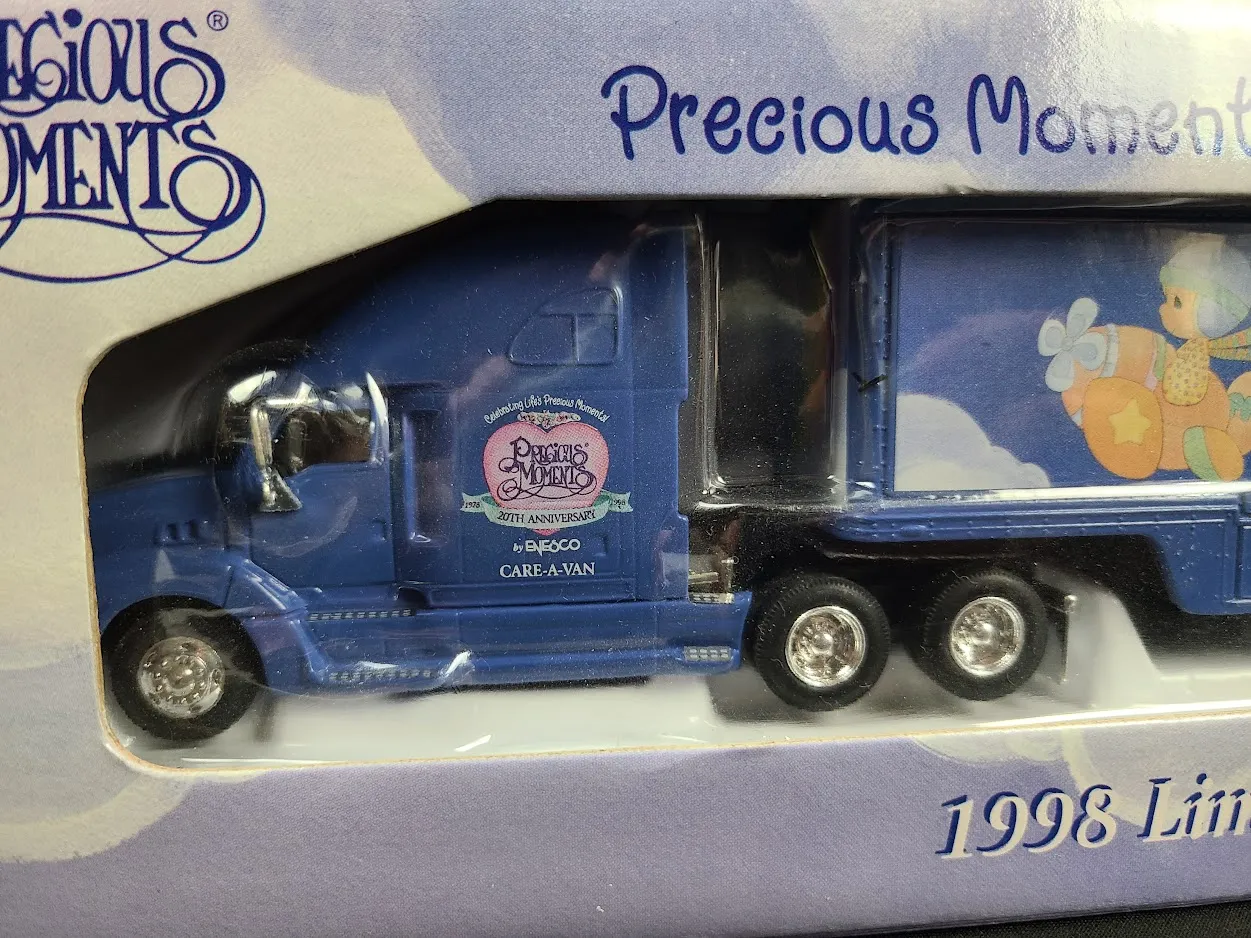 RECIOUS®
OMENTS
Precious Moment
Celebrating Life's Precious Moments!
PRECIOUS
MOMENTS
1978 1998
20TH ANNIVERSARY
by ENESCO
CARE-A-VAN
1998 Lim